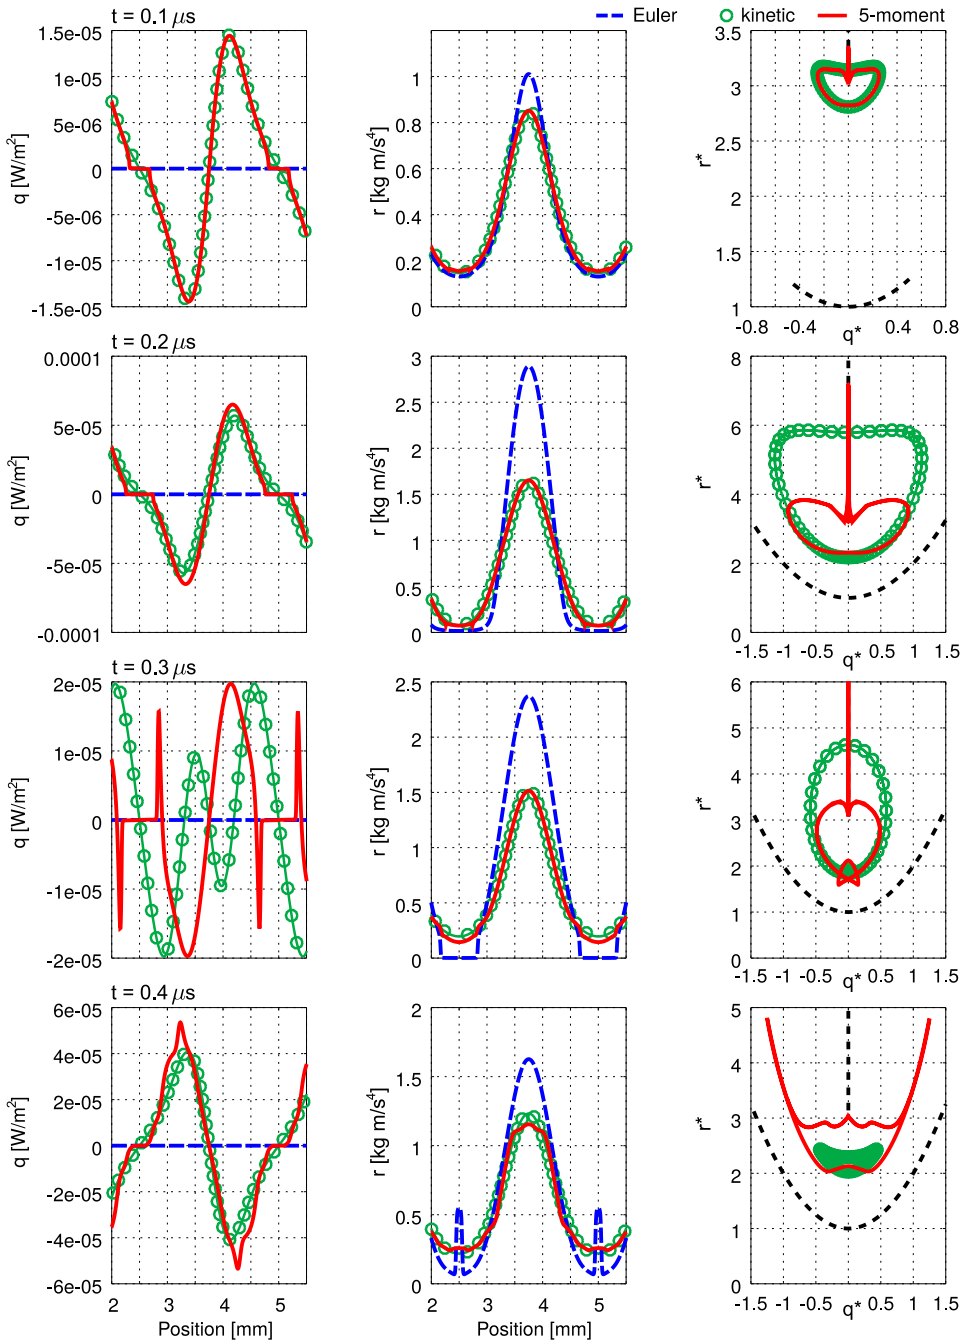 t = 0.1 μs
Euler kinetic 5-moment
1.5e-05
1e-05
5e-06
0
-5e-06
-1e-05
-1.5e-05
q [W/m²]
1
0.8
0.6
0.4
0.2
0
r [kg m/s⁴]
3.5
3
2.5
2
1.5
1
r*
-0.8 -0.4 0 0.4 0.8
q*
t = 0.2 μs
0.0001
5e-05
0
-5e-05
-0.0001
q [W/m²]
3
2.5
2
1.5
1
0.5
0
r [kg m/s⁴]
8
6
4
2
0
r*
-1.5 -1 -0.5 0 0.5 1 1.5
q*
t = 0.3 μs
2e-05
1e-05
0
-1e-05
-2e-05
q [W/m²]
2.5
2
1.5
1
0.5
0
r [kg m/s⁴]
6
5
4
3
2
1
0
r*
-1.5 -1 -0.5 0 0.5 1 1.5
q*
t = 0.4 μs
6e-05
4e-05
2e-05
0
-2e-05
-4e-05
6e-05
q [W/m²]
2 3 4 5
Position [mm]
2
1.5
1
0.5
0
r [kg m/s⁴]
2 3 4 5
Position [mm]
5
4
3
2
1
0
r*
-1.5 -1 -0.5 0 0.5 1 1.5
q*